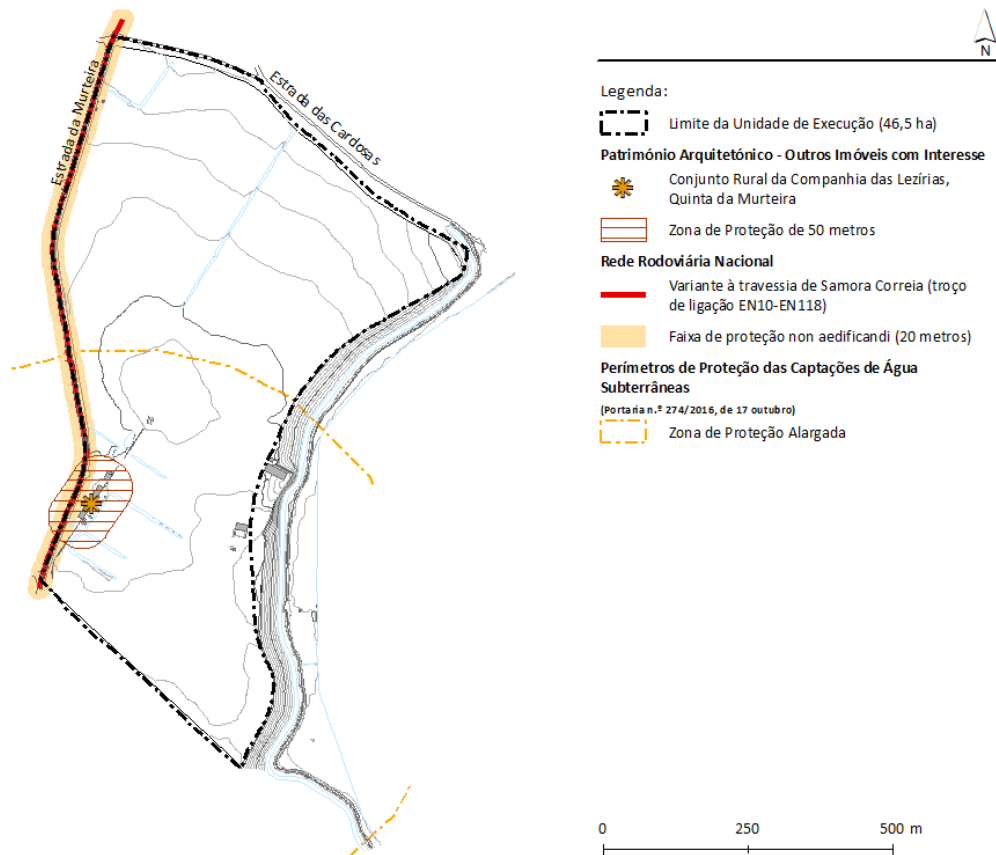 N
Estrada da Murteira
Estrada das Cardosas
Legenda:
Limite da Unidade de Execução (46,5 ha)
Património Arquitetónico - Outros Imóveis com Interesse
Conjunto Rural da Companhia das Lezírias,
Quinta da Murteira
Zona de Proteção de 50 metros
Rede Rodoviária Nacional
Variante à travessia de Samora Correia (troço
de ligação EN10-EN118)
Faixa de proteção non aedificandi (20 metros)
Perímetros de Proteção das Captações de Água
Subterrâneas
(Portaria n.º 274/2016, de 17 outubro)
Zona de Proteção Alargada
0 250 500 m